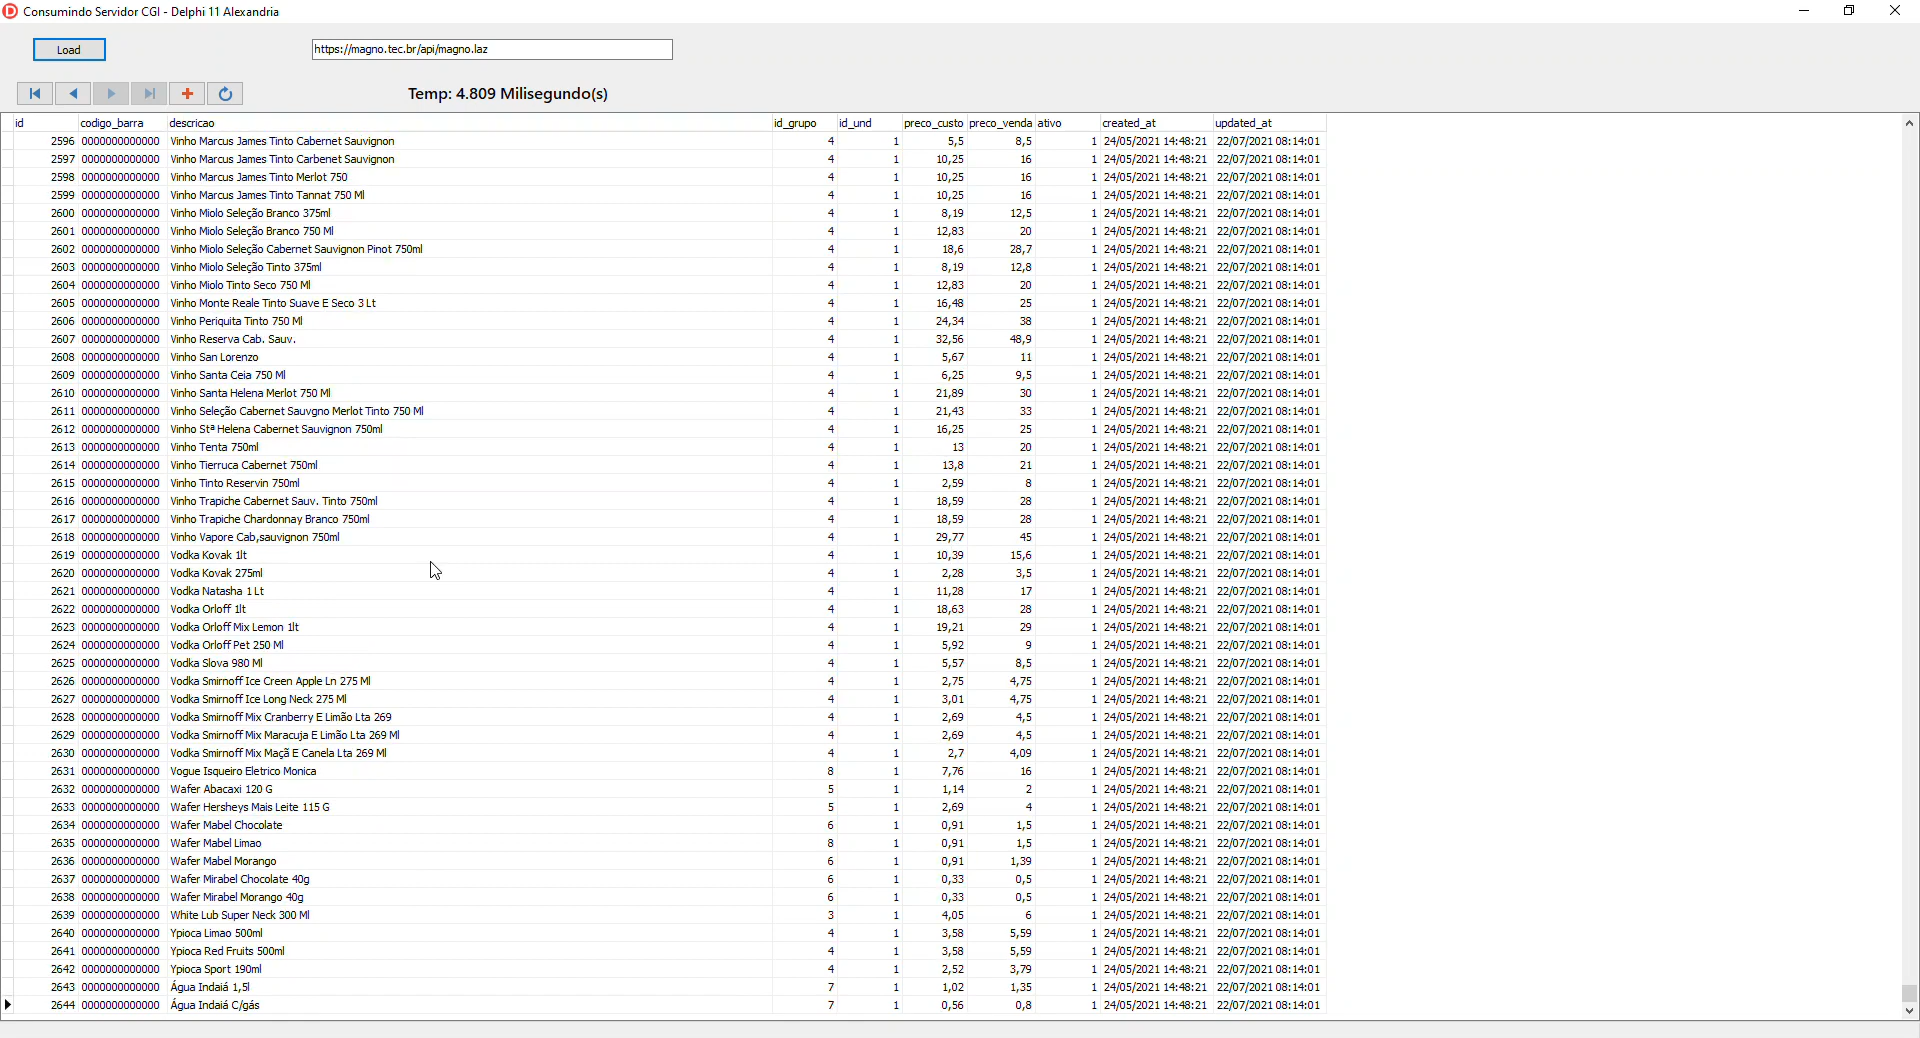 Consumindo Servidor CGI - Delphi 11 Alexandria
Load https://magno.tec.br/api/magno.laz
Temp: 4.809 Milisegundo(s)
id codigo_barra descricao id_grupo id_und preco_custo preco_venda ativo created_at updated_at
2596 0000000000000 Vinho Marcus James Tinto Cabernet Sauvignon 4 1 5,5 8,5 1 24/05/2021 14:48:21 22/07/2021 08:14:01
2597 0000000000000 Vinho Marcus James Tinto Carbenet Sauvignon 4 1 10,25 16 1 24/05/2021 14:48:21 22/07/2021 08:14:01
2598 0000000000000 Vinho Marcus James Tinto Merlot 750 4 1 10,25 16 1 24/05/2021 14:48:21 22/07/2021 08:14:01
2599 0000000000000 Vinho Marcus James Tinto Tannat 750 Ml 4 1 10,25 16 1 24/05/2021 14:48:21 22/07/2021 08:14:01
2600 0000000000000 Vinho Miolo Seleção Branco 375ml 4 1 8,19 12,5 1 24/05/2021 14:48:21 22/07/2021 08:14:01
2601 0000000000000 Vinho Miolo Seleção Branco 750 Ml 4 1 12,83 20 1 24/05/2021 14:48:21 22/07/2021 08:14:01
2602 0000000000000 Vinho Miolo Seleção Cabernet Sauvignon Pinot 750ml 4 1 18,6 28,7 1 24/05/2021 14:48:21 22/07/2021 08:14:01
2603 0000000000000 Vinho Miolo Seleção Tinto 375ml 4 1 8,19 12,8 1 24/05/2021 14:48:21 22/07/2021 08:14:01
2604 0000000000000 Vinho Miolo Tinto Seco 750 Ml 4 1 12,83 20 1 24/05/2021 14:48:21 22/07/2021 08:14:01
2605 0000000000000 Vinho Monte Reale Tinto Suave E Seco 3 Lt 4 1 16,48 25 1 24/05/2021 14:48:21 22/07/2021 08:14:01
2606 0000000000000 Vinho Periquita Tinto 750 Ml 4 1 24,34 38 1 24/05/2021 14:48:21 22/07/2021 08:14:01
2607 0000000000000 Vinho Reserva Cab. Sauv. 4 1 32,56 48,9 1 24/05/2021 14:48:21 22/07/2021 08:14:01
2608 0000000000000 Vinho San Lorenzo 4 1 5,67 11 1 24/05/2021 14:48:21 22/07/2021 08:14:01
2609 0000000000000 Vinho Santa Ceia 750 Ml 4 1 6,25 9,5 1 24/05/2021 14:48:21 22/07/2021 08:14:01
2610 0000000000000 Vinho Santa Helena Merlot 750 Ml 4 1 21,89 30 1 24/05/2021 14:48:21 22/07/2021 08:14:01
2611 0000000000000 Vinho Seleção Cabernet Sauvgno Merlot Tinto 750 Ml 4 1 21,43 33 1 24/05/2021 14:48:21 22/07/2021 08:14:01
2612 0000000000000 Vinho Stª Helena Cabernet Sauvignon 750ml 4 1 16,25 25 1 24/05/2021 14:48:21 22/07/2021 08:14:01
2613 0000000000000 Vinho Tenta 750ml 4 1 13 20 1 24/05/2021 14:48:21 22/07/2021 08:14:01
2614 0000000000000 Vinho Tierruca Cabernet 750ml 4 1 13,8 21 1 24/05/2021 14:48:21 22/07/2021 08:14:01
2615 0000000000000 Vinho Tinto Reservin 750ml 4 1 2,59 8 1 24/05/2021 14:48:21 22/07/2021 08:14:01
2616 0000000000000 Vinho Trapiche Cabernet Sauv. Tinto 750ml 4 1 18,59 28 1 24/05/2021 14:48:21 22/07/2021 08:14:01
2617 0000000000000 Vinho Trapiche Chardonnay Branco 750ml 4 1 18,59 28 1 24/05/2021 14:48:21 22/07/2021 08:14:01
2618 0000000000000 Vinho Vapore Cab,sauvignon 750ml 4 1 29,77 45 1 24/05/2021 14:48:21 22/07/2021 08:14:01
2619 0000000000000 Vodka Kovak 1lt 4 1 10,39 15,6 1 24/05/2021 14:48:21 22/07/2021 08:14:01
2620 0000000000000 Vodka Kovak 275ml 4 1 2,28 3,5 1 24/05/2021 14:48:21 22/07/2021 08:14:01
2621 0000000000000 Vodka Natasha 1 Lt 4 1 11,28 17 1 24/05/2021 14:48:21 22/07/2021 08:14:01
2622 0000000000000 Vodka Orloff 1lt 4 1 18,63 28 1 24/05/2021 14:48:21 22/07/2021 08:14:01
2623 0000000000000 Vodka Orloff Mix Lemon 1lt 4 1 19,21 29 1 24/05/2021 14:48:21 22/07/2021 08:14:01
2624 0000000000000 Vodka Orloff Pet 250 Ml 4 1 5,92 9 1 24/05/2021 14:48:21 22/07/2021 08:14:01
2625 0000000000000 Vodka Slova 980 Ml 4 1 5,57 8,5 1 24/05/2021 14:48:21 22/07/2021 08:14:01
2626 0000000000000 Vodka Smirnoff Ice Creen Apple Ln 275 Ml 4 1 2,75 4,75 1 24/05/2021 14:48:21 22/07/2021 08:14:01
2627 0000000000000 Vodka Smirnoff Ice Long Neck 275 Ml 4 1 3,01 4,75 1 24/05/2021 14:48:21 22/07/2021 08:14:01
2628 0000000000000 Vodka Smirnoff Mix Cranberry E Limão Lta 269 4 1 2,69 4,5 1 24/05/2021 14:48:21 22/07/2021 08:14:01
2629 0000000000000 Vodka Smirnoff Mix Maracuja E Limão Lta 269 Ml 4 1 2,69 4,5 1 24/05/2021 14:48:21 22/07/2021 08:14:01
2630 0000000000000 Vodka Smirnoff Mix Maçã E Canela Lta 269 Ml 4 1 2,7 4,09 1 24/05/2021 14:48:21 22/07/2021 08:14:01
2631 0000000000000 Vogue Isqueiro Eletrico Monica 8 1 7,76 16 1 24/05/2021 14:48:21 22/07/2021 08:14:01
2632 0000000000000 Wafer Abacaxi 120 G 5 1 1,14 2 1 24/05/2021 14:48:21 22/07/2021 08:14:01
2633 0000000000000 Wafer Hersheys Mais Leite 115 G 5 1 2,69 4 1 24/05/2021 14:48:21 22/07/2021 08:14:01
2634 0000000000000 Wafer Mabel Chocolate 6 1 0,91 1,5 1 24/05/2021 14:48:21 22/07/2021 08:14:01
2635 0000000000000 Wafer Mabel Limao 8 1 0,91 1,5 1 24/05/2021 14:48:21 22/07/2021 08:14:01
2636 0000000000000 Wafer Mabel Morango 6 1 0,91 1,39 1 24/05/2021 14:48:21 22/07/2021 08:14:01
2637 0000000000000 Wafer Mirabel Chocolate 40g 6 1 0,33 0,5 1 24/05/2021 14:48:21 22/07/2021 08:14:01
2638 0000000000000 Wafer Mirabel Morango 40g 6 1 0,33 0,5 1 24/05/2021 14:48:21 22/07/2021 08:14:01
2639 0000000000000 White Lub Super Neck 300 Ml 3 1 4,05 6 1 24/05/2021 14:48:21 22/07/2021 08:14:01
2640 0000000000000 Ypioca Limao 500ml 4 1 3,58 5,59 1 24/05/2021 14:48:21 22/07/2021 08:14:01
2641 0000000000000 Ypioca Red Fruits 500ml 4 1 3,58 5,59 1 24/05/2021 14:48:21 22/07/2021 08:14:01
2642 0000000000000 Ypioca Sport 190ml 4 1 2,52 3,79 1 24/05/2021 14:48:21 22/07/2021 08:14:01
2643 0000000000000 Água Indaiá 1,5l 7 1 1,02 1,35 1 24/05/2021 14:48:21 22/07/2021 08:14:01
2644 0000000000000 Água Indaiá C/gás 7 1 0,56 0,8 1 24/05/2021 14:48:21 22/07/2021 08:14:01